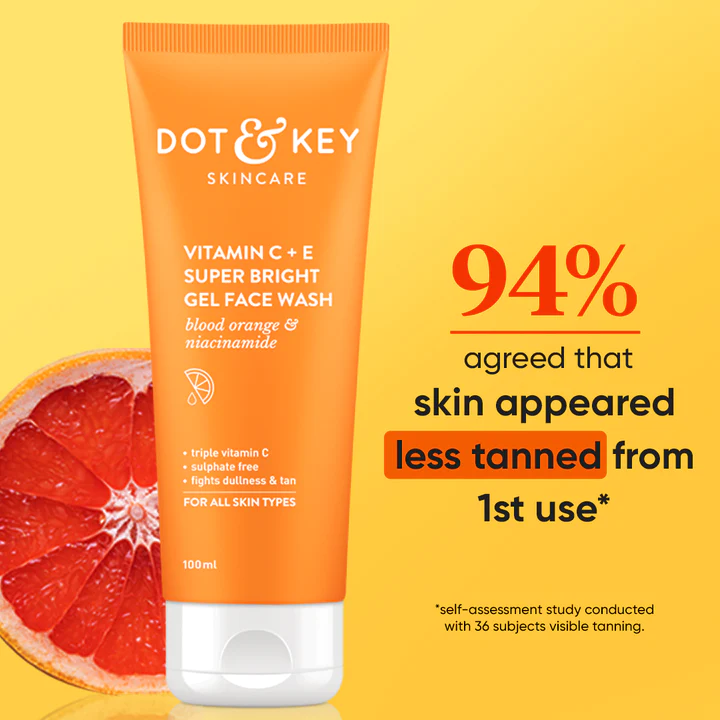 DOT & KEY
SKINCARE
VITAMIN C + E
SUPER BRIGHT
GEL FACE WASH
blood orange &
niacinamide
• triple vitamin C
• sulphate free
• fights dullness & tan
FOR ALL SKIN TYPES
100ml
94%
agreed that
skin appeared
less tanned from
1st use*
*self-assessment study conducted
with 36 subjects visible tanning.